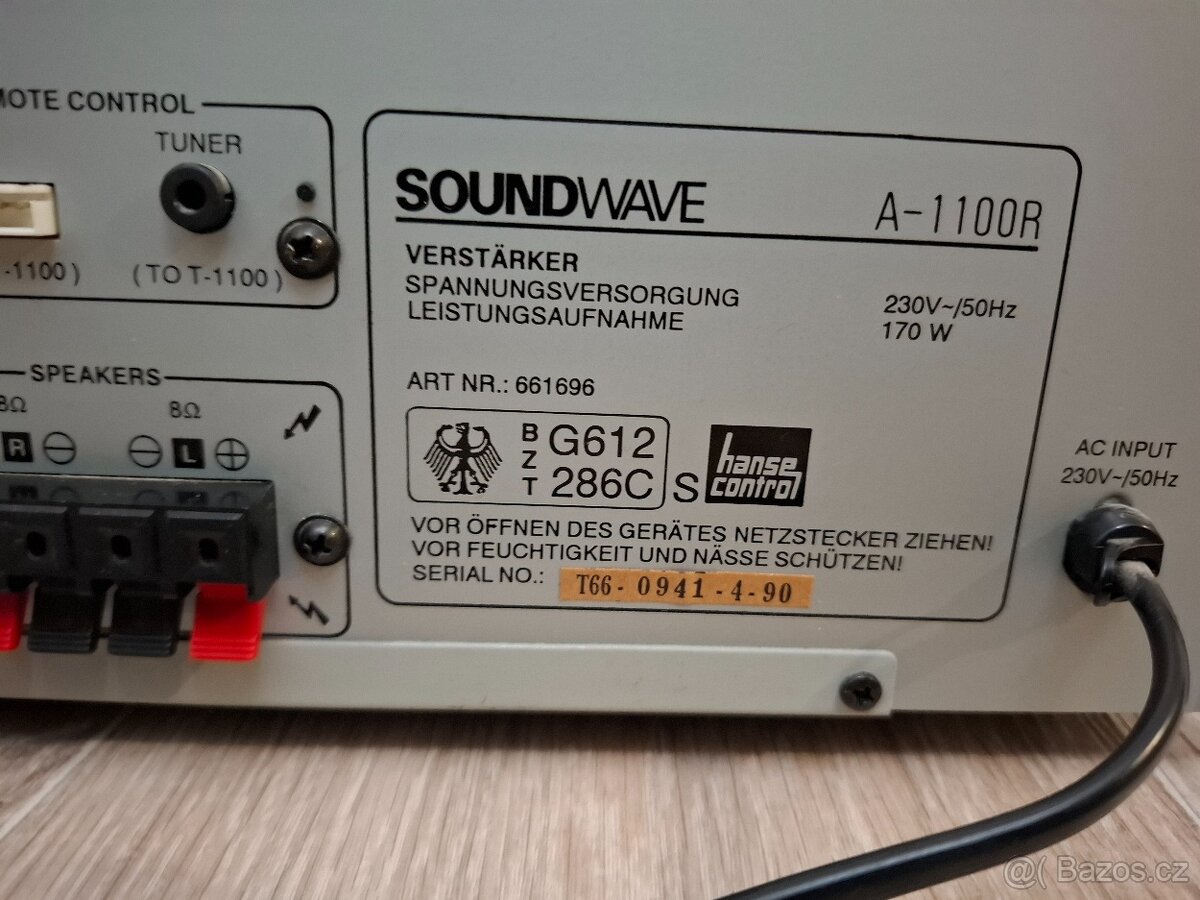 MOTE CONTROL
TUNER
-1100 )
( TO T-1100 )
SPEAKERS
8Ω
8Ω
R
L
SOUNDWAVE
A-1100R
VERSTÄRKER
SPANNUNGSVERSORGUNG
230V~/50Hz
LEISTUNGSAUFNAHME
170 W
ART NR.: 661696
BZT
G612
286C
S
hanse
control
VOR ÖFFNEN DES GERÄTES NETZSTECKER ZIEHEN!
VOR FEUCHTIGKEIT UND NÄSSE SCHÜTZEN!
SERIAL NO.: T66-0941-4-90
AC INPUT
230V~/50Hz
@( Bazos.cz